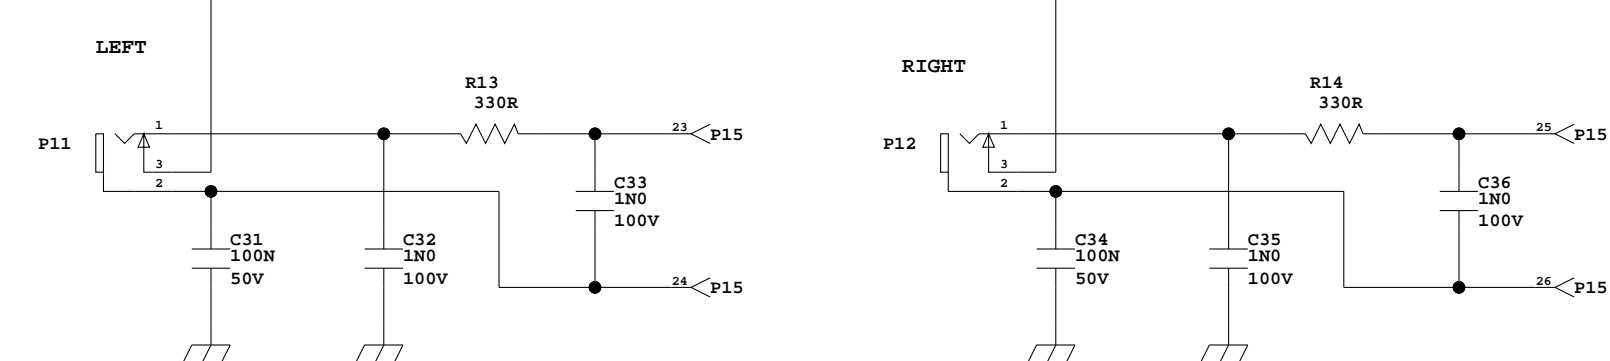 LEFT
R13
330R
1
23
P15
P11
3
2
C33
1N0
100V
C31
100N
50V
C32
1N0
100V
24
P15
RIGHT
R14
330R
1
25
P15
P12
3
2
C36
1N0
100V
C34
100N
50V
C35
1N0
100V
26
P15